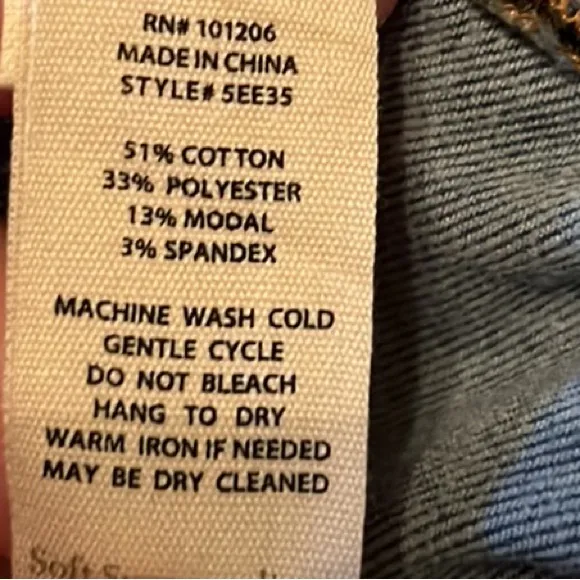 RN# 101206
MADE IN CHINA
STYLE# 5EE35
51% COTTON
33% POLYESTER
13% MODAL
3% SPANDEX
MACHINE WASH COLD
GENTLE CYCLE
DO NOT BLEACH
HANG TO DRY
WARM IRON IF NEEDED
MAY BE DRY CLEANED
Soft